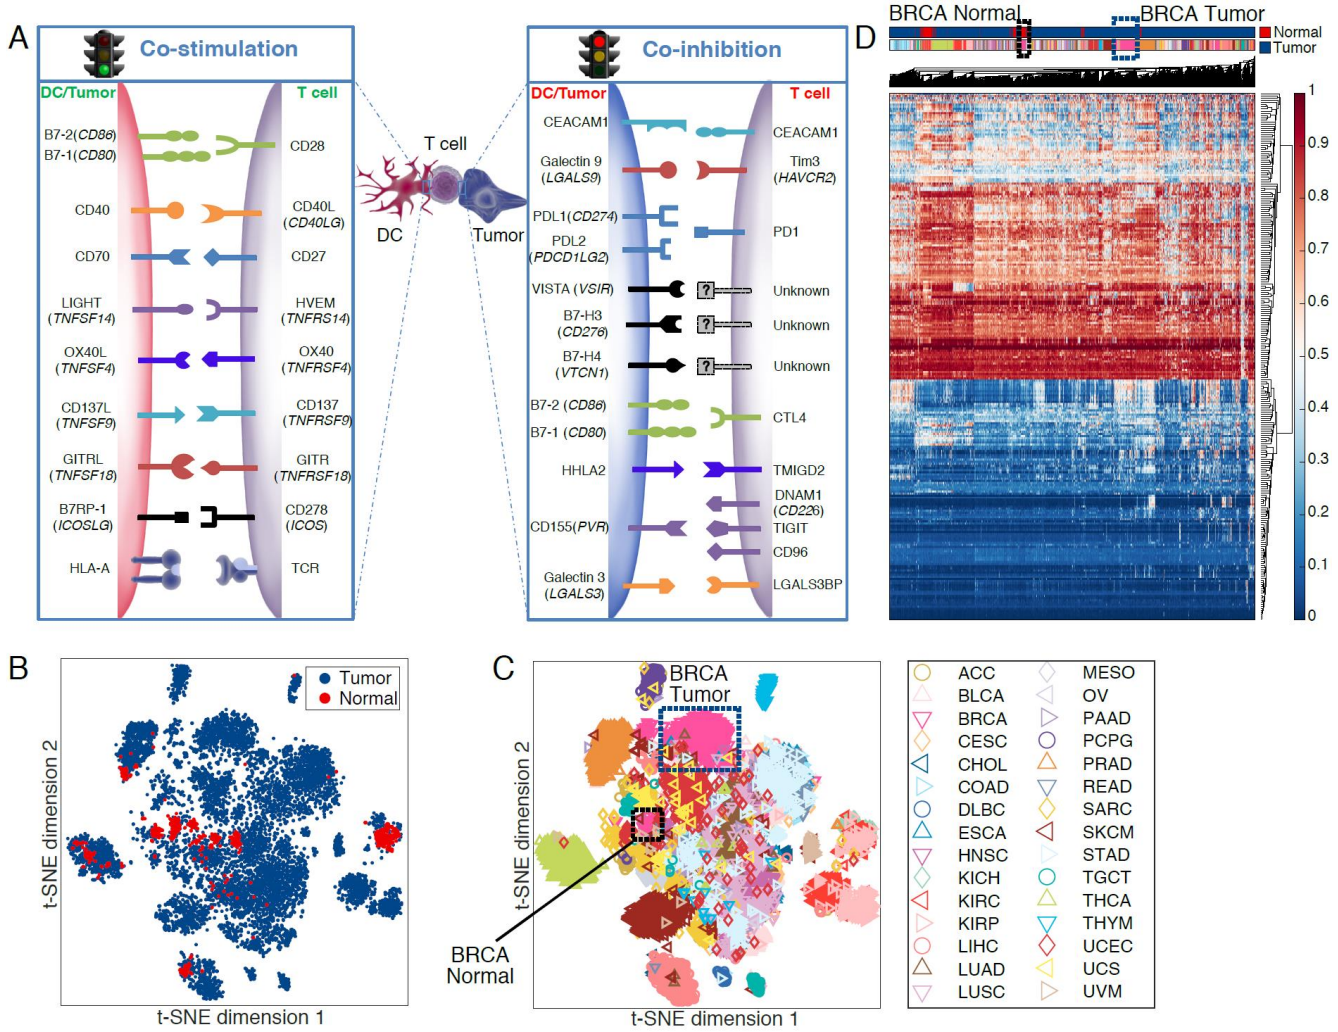 A
Co-stimulation
DC/Tumor
T cell
B7-2(CD86)
B7-1(CD80)
CD28
CD40
CD40L
(CD40LG)
CD70
CD27
LIGHT
(TNFSF14)
HVEM
(TNFRS14)
OX40L
(TNFSF4)
OX40
(TNFRSF4)
CD137L
(TNFSF9)
CD137
(TNFRSF9)
GITRL
(TNFSF18)
GITR
(TNFRSF18)
B7RP-1
(ICOSLG)
CD278
(ICOS)
HLA-A
TCR
T cell
DC
Tumor
Co-inhibition
DC/Tumor
T cell
CEACAM1
CEACAM1
Galectin 9
(LGALS9)
Tim3
(HAVCR2)
PDL1(CD274)
PDL2
(PDCD1LG2)
PD1
VISTA (VSIR)
?
Unknown
B7-H3
(CD276)
?
Unknown
B7-H4
(VTCN1)
?
Unknown
B7-2 (CD86)
B7-1 (CD80)
CTL4
HHLA2
TMIGD2
DNAM1
(CD226)
CD155(PVR)
TIGIT
CD96
Galectin 3
(LGALS3)
LGALS3BP
D
BRCA Normal
BRCA Tumor
Normal
Tumor
1
0.9
0.8
0.7
0.6
0.5
0.4
0.3
0.2
0.1
0
B
Tumor
Normal
t-SNE dimension 2
t-SNE dimension 1
C
BRCA
Tumor
BRCA
Normal
t-SNE dimension 2
t-SNE dimension 1
ACC
BLCA
BRCA
CESC
CHOL
COAD
DLBC
ESCA
HNSC
KICH
KIRC
KIRP
LIHC
LUAD
LUSC
MESO
OV
PAAD
PCPG
PRAD
READ
SARC
SKCM
STAD
TGCT
THCA
THYM
UCEC
UCS
UVM